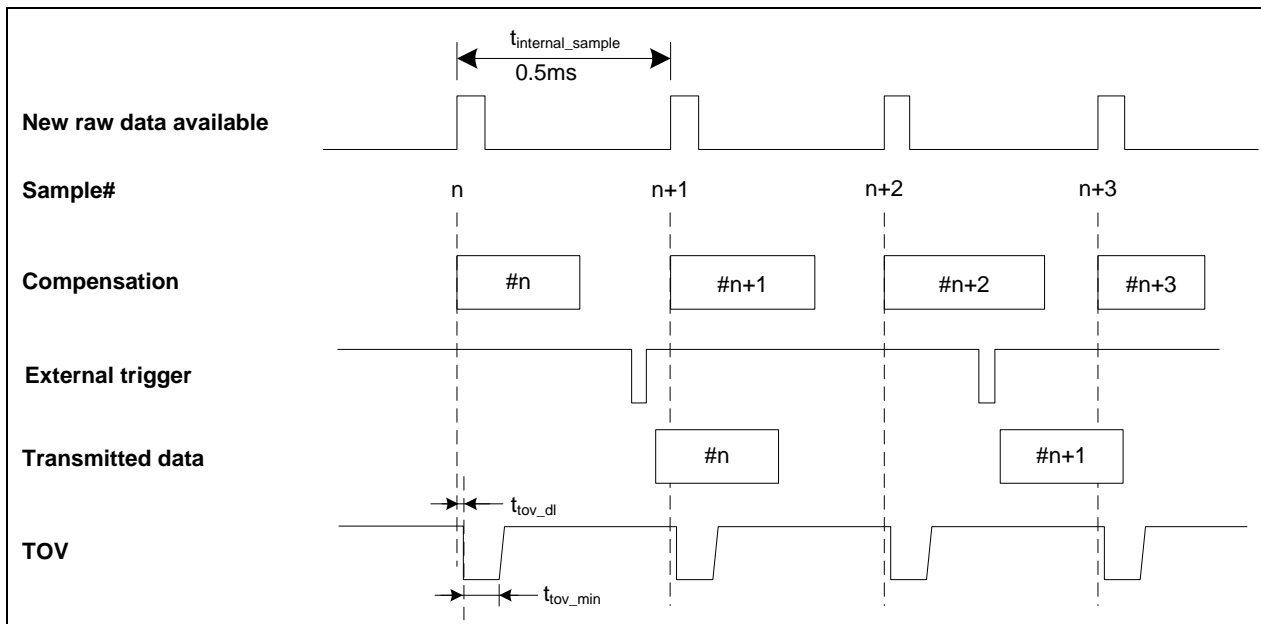 t_internal_sample
0.5ms
New raw data available
Sample# n n+1 n+2 n+3
Compensation #n #n+1 #n+2 #n+3
External trigger
Transmitted data #n #n+1
t_tov_dl
TOV
t_tov_min